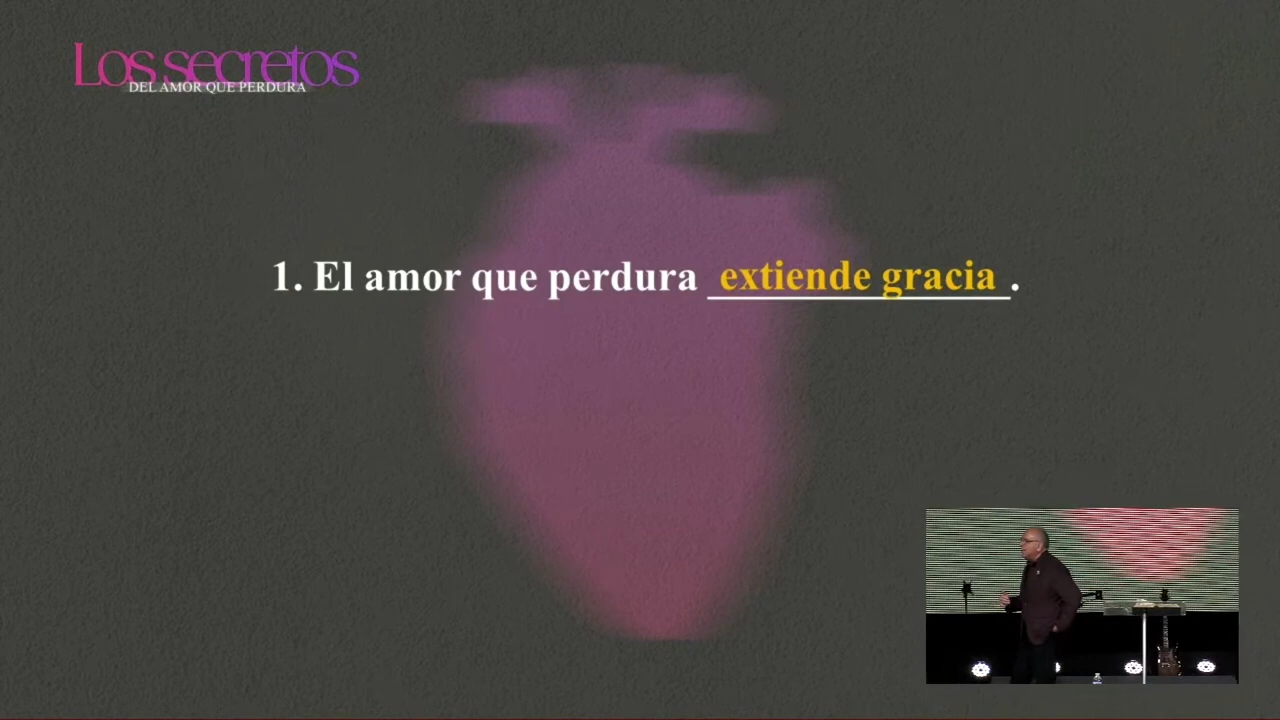 Los secretos
DEL AMOR QUE PERDURA
1. El amor que perdura extiende gracia.